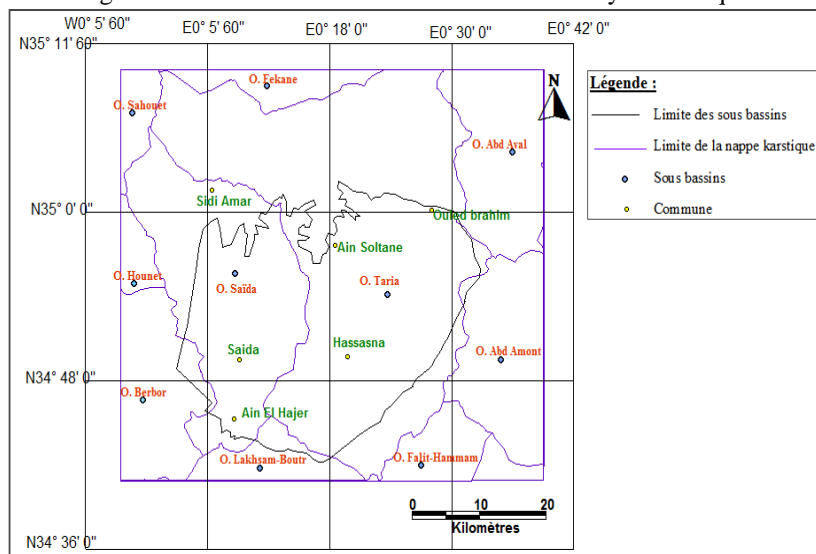 W0° 5' 60" E0° 5' 60" E0° 18' 0" E0° 30' 0" E0° 42' 0"
N35° 11' 60"
O. Fekane
O. Sahouet
O. Abd Aval
Sidi Amar
N35° 0' 0"
Ouled brahim
Ain Soltane
O. Hounet
O. Saïda
O. Taria
Saida
Hassasna
O. Abd Amont
N34° 48' 0"
O. Berbor
Ain El Hajer
O. Lakhsam-Boutr
O. Falit-Hammam
N34° 36' 0"
0 10 20
Kilomètres
N
Légende :
Limite des sous bassins
Limite de la nappe karstique
Sous bassins
Commune